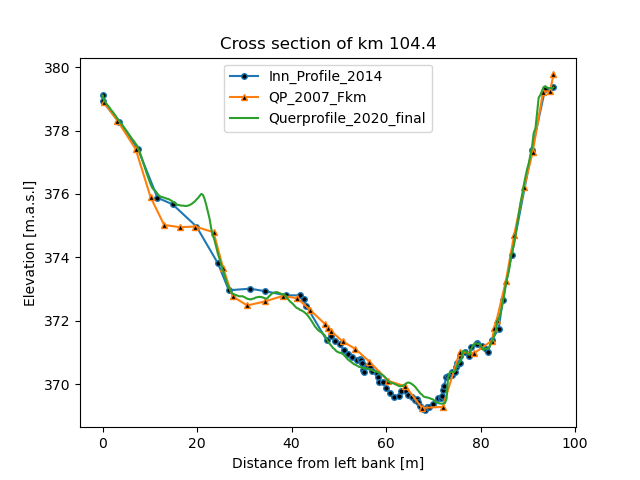 Cross section of km 104.4
Inn_Profile_2014
QP_2007_Fkm
Querprofile_2020_final
380
378
376
374
372
370
Elevation [m.a.s.l]
0 20 40 60 80 100
Distance from left bank [m]